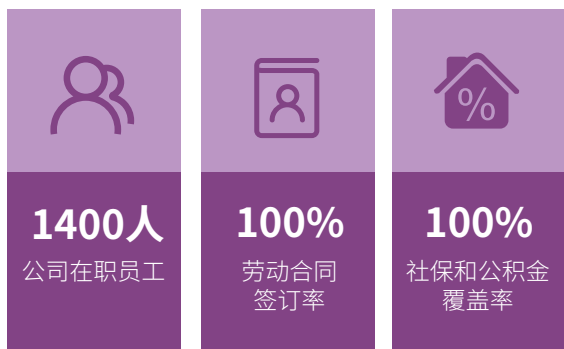 1400人
公司在职员工
100%
劳动合同
签订率
%
100%
社保和公积金
覆盖率